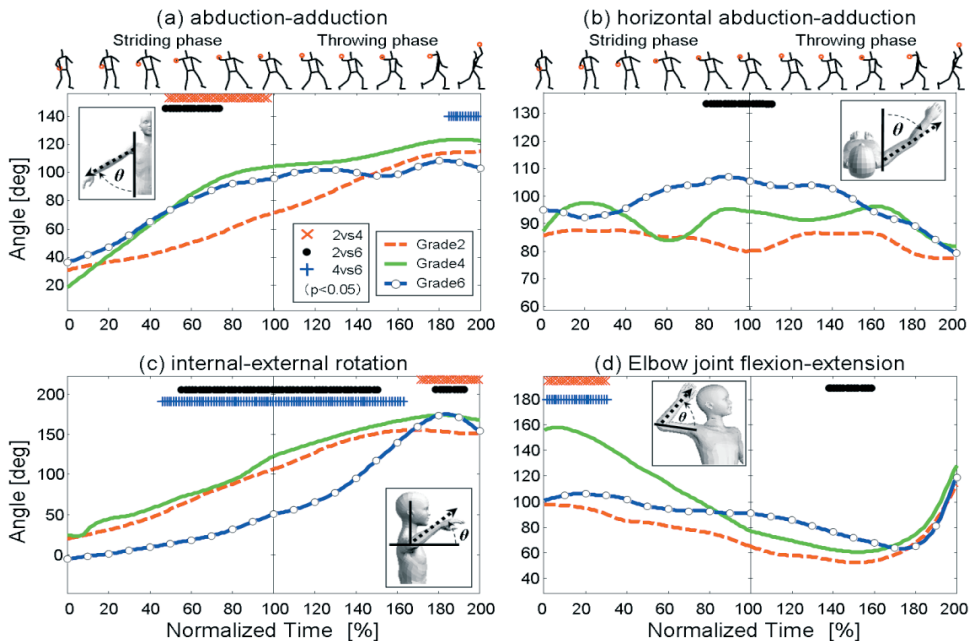 (a) abduction-adduction
Striding phase Throwing phase
140
120
100
80
60
40
20
0
Angle [deg]
θ
2vs4
2vs6
4vs6
(p<0.05)
Grade2
Grade4
Grade6
0 20 40 60 80 100 120 140 160 180 200
(b) horizontal abduction-adduction
Striding phase Throwing phase
130
120
110
100
90
80
70
60
θ
0 20 40 60 80 100 120 140 160 180 200
(c) internal-external rotation
200
150
100
50
0
Angle [deg]
θ
0 20 40 60 80 100 120 140 160 180 200
Normalized Time [%]
(d) Elbow joint flexion-extension
180
160
140
120
100
80
60
40
θ
0 20 40 60 80 100 120 140 160 180 200
Normalized Time [%]